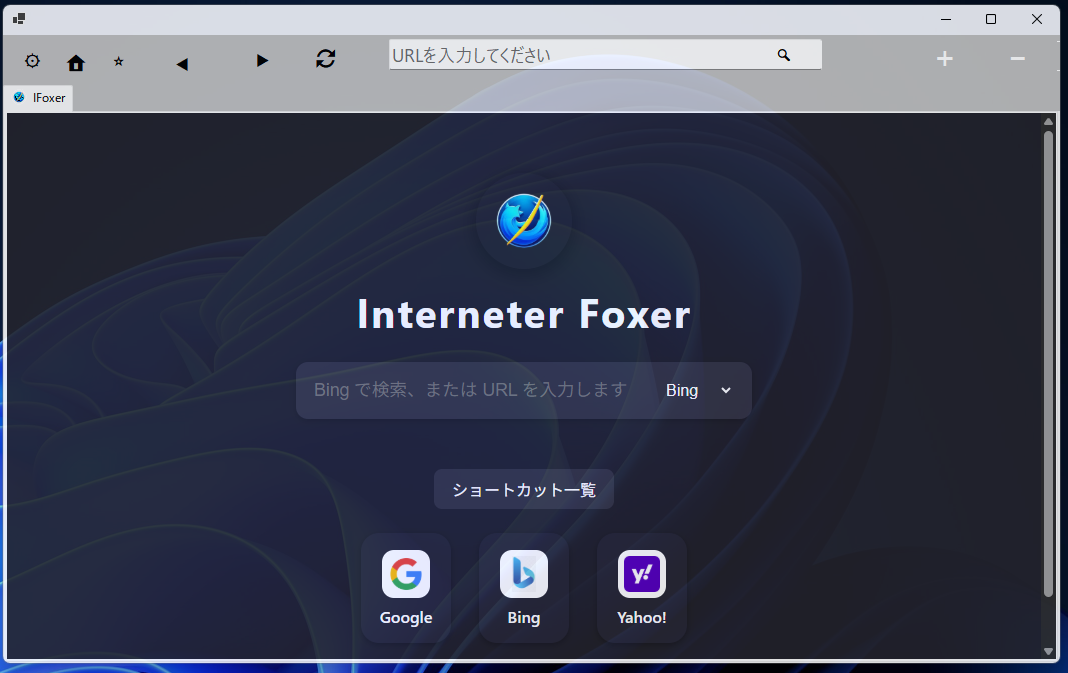 URLを入力してください
IFoxer
Interneter Foxer
Bing で検索、または URL を入力します
Bing
ショートカット一覧
Google
Bing
Yahoo!